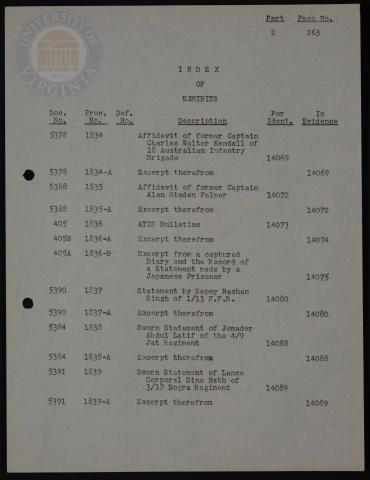 UNIVERSITY OF VIRGINIA
Part Page No.
2 263
I N D E X
OF
EXHIBITS
Doc. Pros. Def. For In
No. No. No. Description Ident. Evidence
5378 1834 Affidavit of former Captain
Charles Walter Kendall of
18 Australian Infantry
Brigade 14069
5378 1834-A Excerpt therefrom 14069
5388 1835 Affidavit of former Captain
Alan Staden Palmer 14072
5388 1835-A Excerpt therefrom 14072
405 1836 ATIS Bulletins 14073
405B 1836-A Excerpt therefrom 14074
405A 1836-B Excerpt from a captured
Diary and the Record of
a Statement made by a
Japanese Prisoner 14075
5390 1837 Statement by Sepoy Bachan
Singh of 1/13 F.F.R. 14080
5390 1837-A Excerpt therefrom 14080
5384 1838 Sworn Statement of Jemader
Abdul Latif of the 4/9
Jat Regiment 14088
5384 1838-A Excerpt therefrom 14088
5391 1839 Sworn Statement of Lance
Corporal Dina Nath of
3/17 Dogra Regiment 14089
5391 1839-A Excerpt therefrom 14089